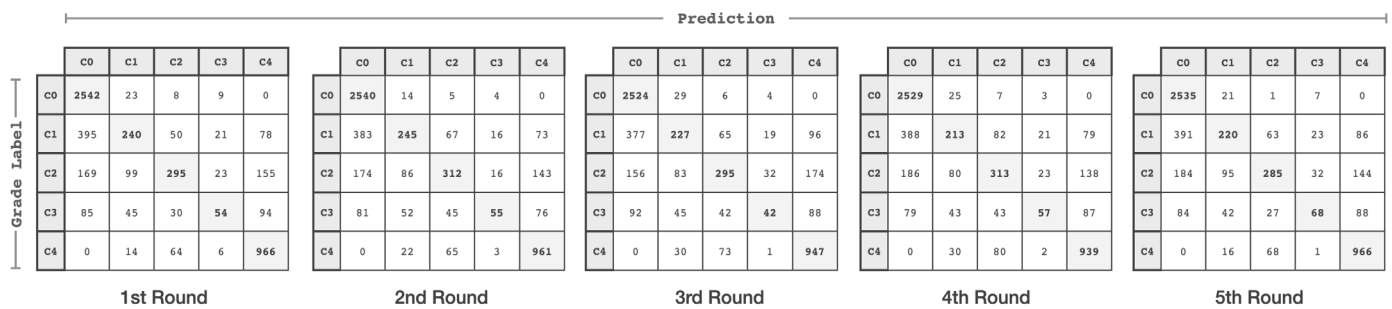 Prediction
C0 C1 C2 C3 C4 C0 C1 C2 C3 C4 C0 C1 C2 C3 C4 C0 C1 C2 C3 C4 C0 C1 C2 C3 C4
Grade Label
C0 2542 23 8 9 0 C0 2540 14 5 4 0 C0 2524 29 6 4 0 C0 2529 25 7 3 0 C0 2535 21 1 7 0
C1 395 240 50 21 78 C1 383 245 67 16 73 C1 377 227 65 19 96 C1 388 213 82 21 79 C1 391 220 63 23 86
C2 169 99 295 23 155 C2 174 86 312 16 143 C2 156 83 295 32 174 C2 186 80 313 23 138 C2 184 95 285 32 144
C3 85 45 30 54 94 C3 81 52 45 55 76 C3 92 45 42 42 88 C3 79 43 43 57 87 C3 84 42 27 68 88
C4 0 14 64 6 966 C4 0 22 65 3 961 C4 0 30 73 1 947 C4 0 30 80 2 939 C4 0 16 68 1 966
1st Round 2nd Round 3rd Round 4th Round 5th Round